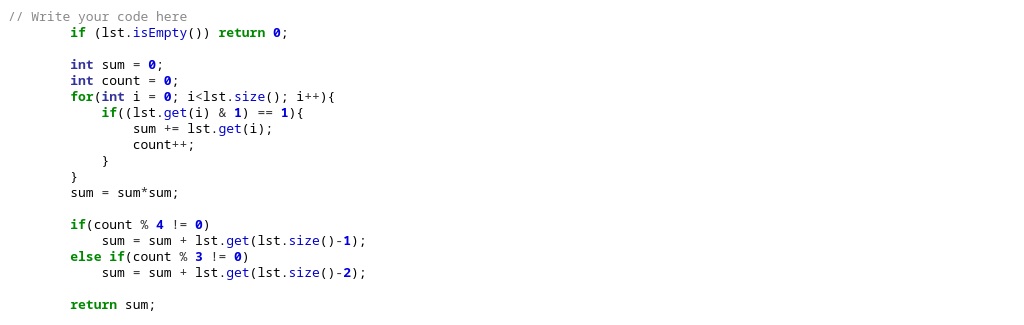 // Write your code here
if (lst.isEmpty()) return 0;
int sum = 0;
int count = 0;
for(int i = 0; i<lst.size(); i++){
if((lst.get(i) & 1) == 1){
sum += lst.get(i);
count++;
}
}
sum = sum*sum;
if(count % 4 != 0)
sum = sum + lst.get(lst.size()-1);
else if(count % 3 != 0)
sum = sum + lst.get(lst.size()-2);
return sum;